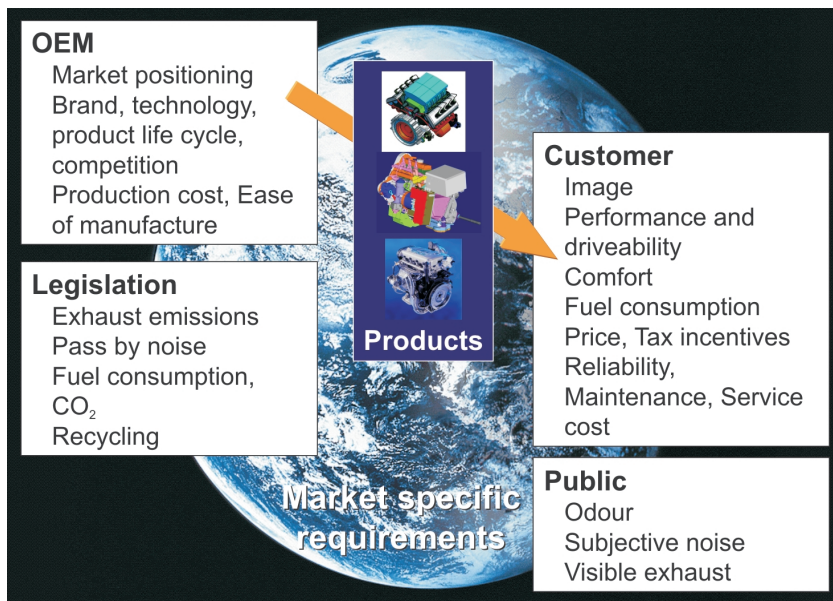 OEM
Market positioning
Brand, technology,
product life cycle,
competition
Production cost, Ease
of manufacture
Legislation
Exhaust emissions
Pass by noise
Fuel consumption,
CO₂
Recycling
Products
Customer
Image
Performance and
driveability
Comfort
Fuel consumption
Price, Tax incentives
Reliability,
Maintenance, Service
cost
Public
Odour
Subjective noise
Visible exhaust
Market specific
requirements